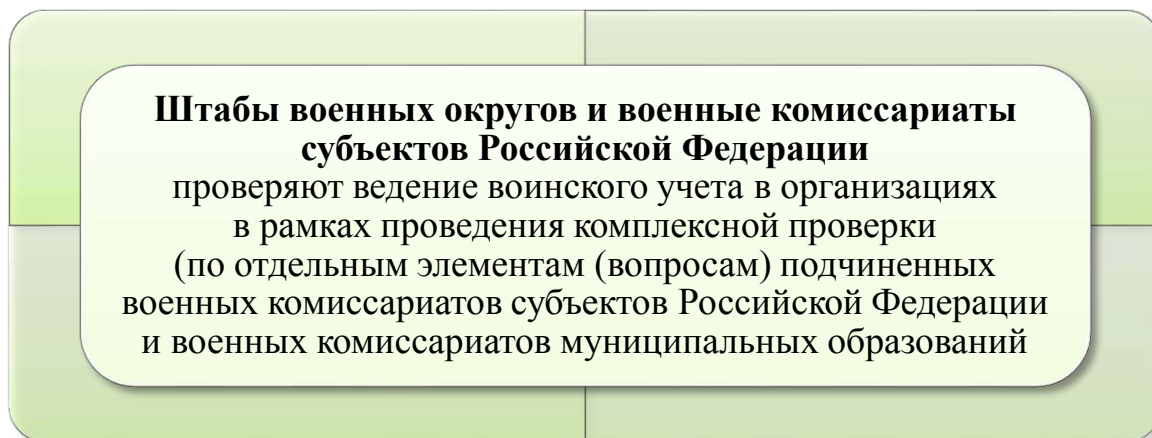 Штабы военных округов и военные комиссариаты
субъектов Российской Федерации
проверяют ведение воинского учета в организациях
в рамках проведения комплексной проверки
(по отдельным элементам (вопросам) подчиненных
военных комиссариатов субъектов Российской Федерации
и военных комиссариатов муниципальных образований